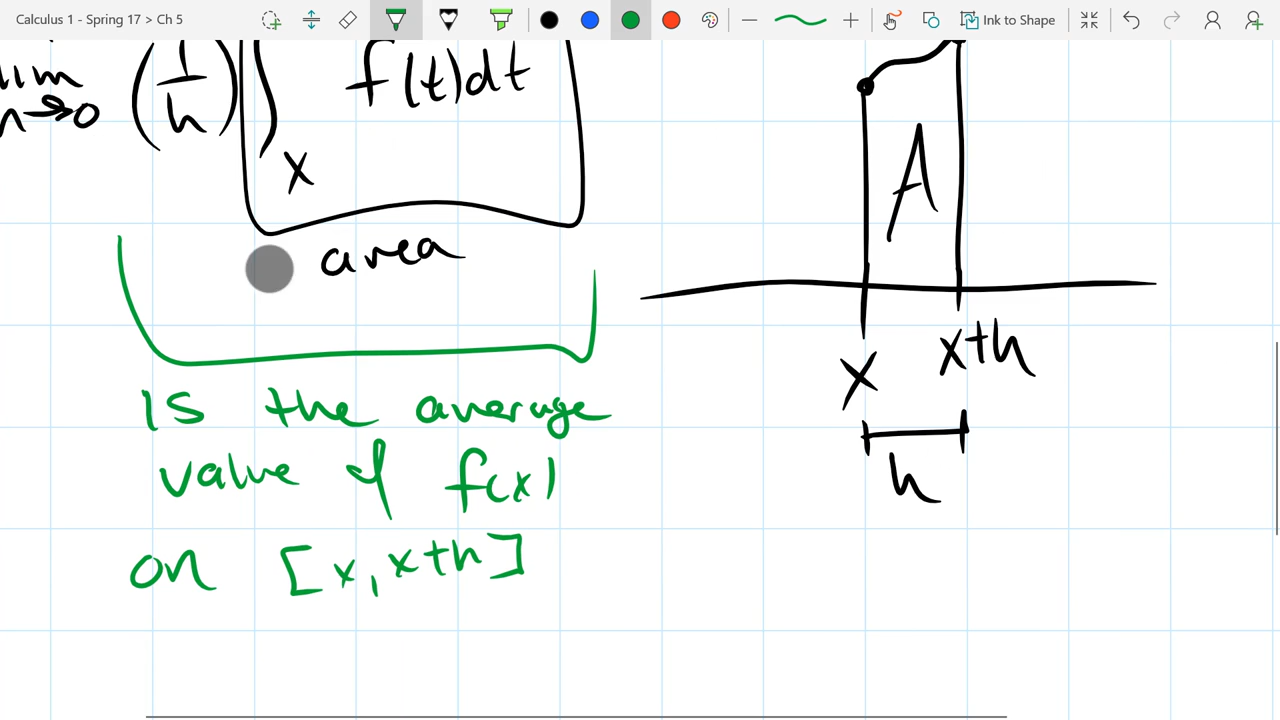 Calculus 1 - Spring 17 > Ch 5
Ink to Shape
lim
h→0
(1/h) ∫ f(t)dt
x
area
A
x
x+h
h
is the average
value of f(x)
on [x, x+h]